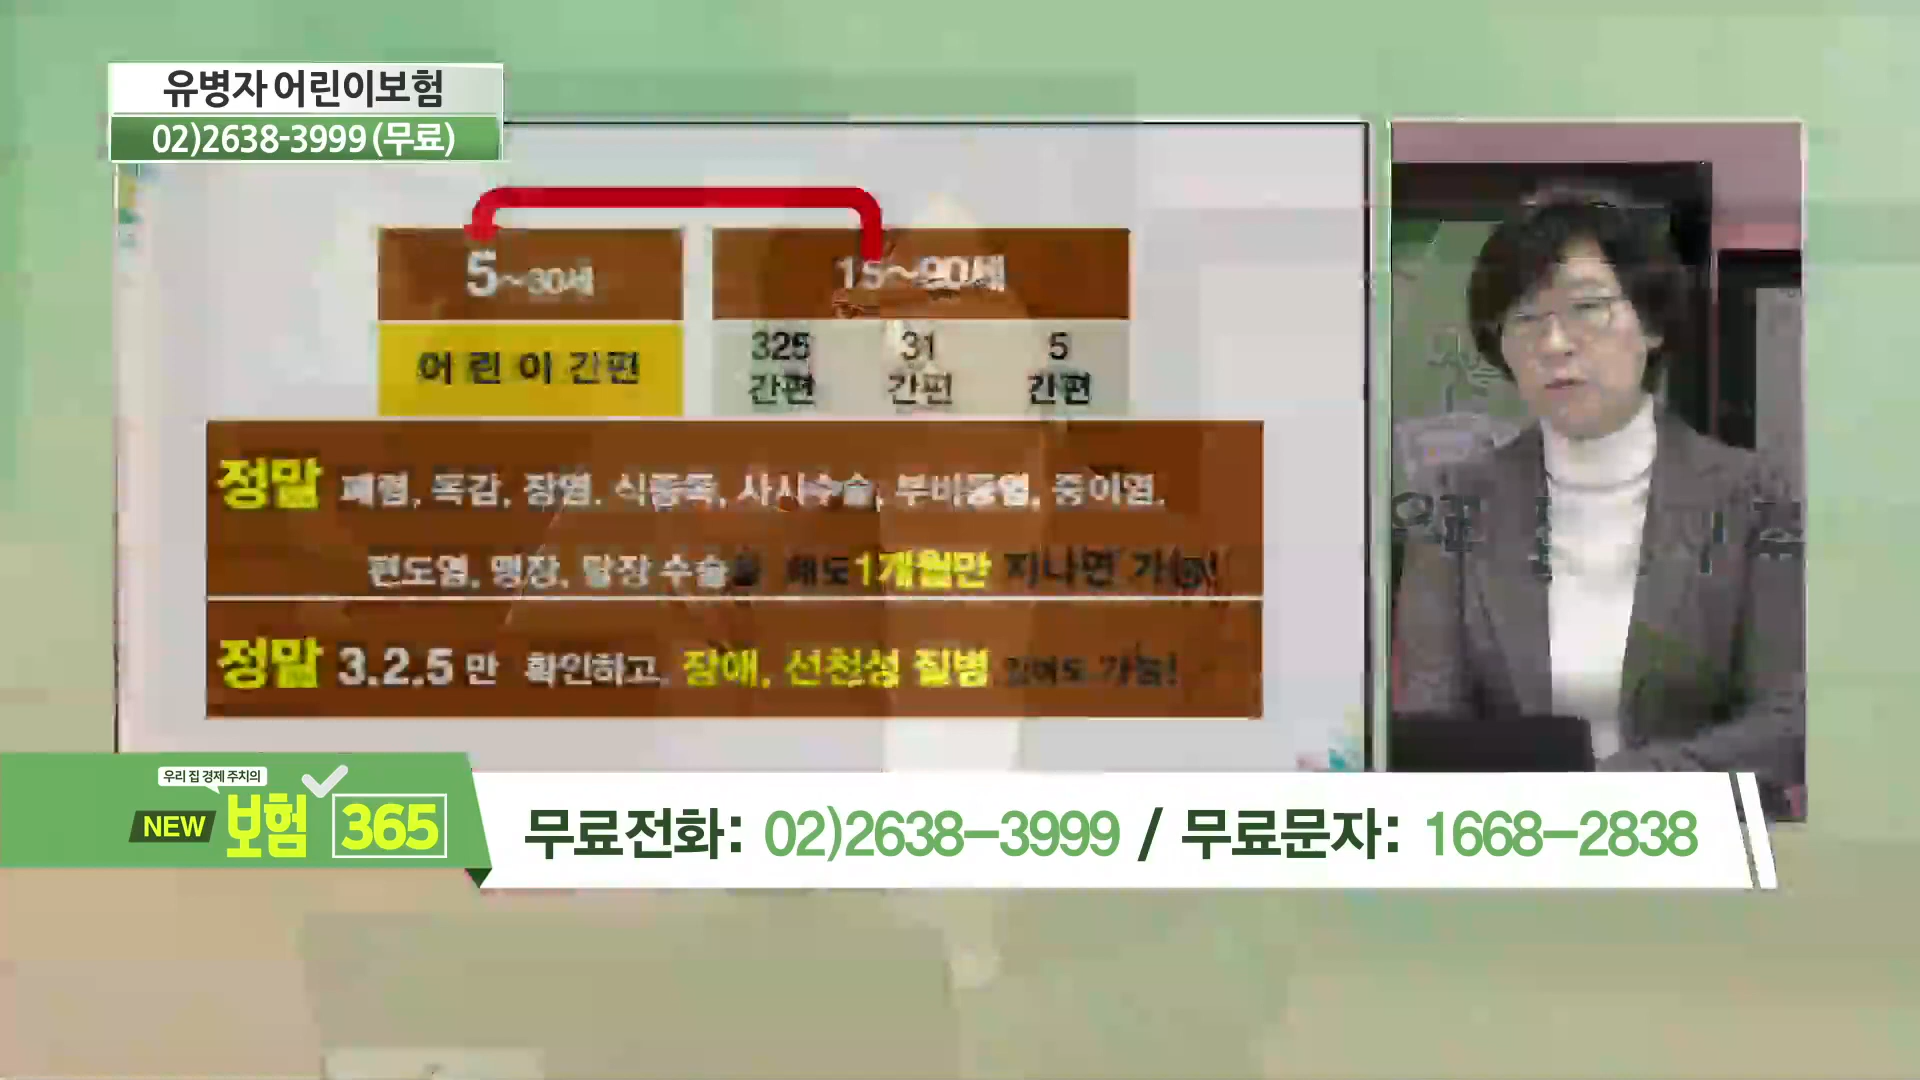 유병자 어린이보험
02)2638-3999 (무료)
5~30세
15~90세
어린이간편
325 간편
31 간편
5 간편
정말 폐렴, 독감, 장염, 식중독, 사시수술, 부비동염, 중이염,
편도염, 맹장, 탈장 수술을 해도 1개월만 지나면 가능!
정말 3.2.5 만 확인하고, 장애, 선천성 질병 있어도 가능!
우리 집 경제 주치의
NEW 보험 365
무료전화: 02)2638-3999 / 무료문자: 1668-2838